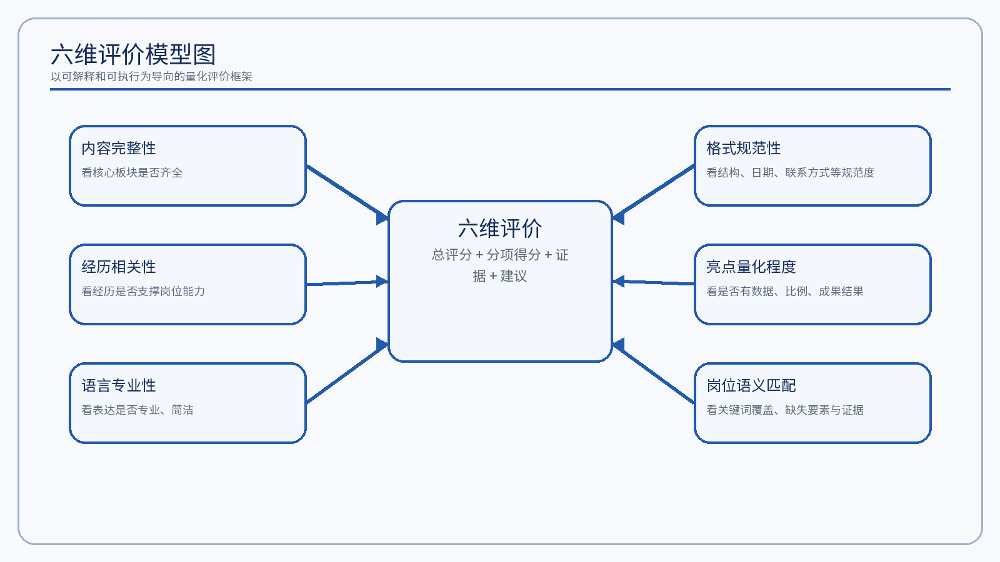 六维评价模型图
以可解释和可执行为导向的量化评价框架
内容完整性
看核心板块是否齐全
经历相关性
看经历是否支撑岗位能力
语言专业性
看表达是否专业、简洁
六维评价
总评分 + 分项得分 + 证
据 + 建议
格式规范性
看结构、日期、联系方式等规范度
亮点量化程度
看是否有数据、比例、成果结果
岗位语义匹配
看关键词覆盖、缺失要素与证据